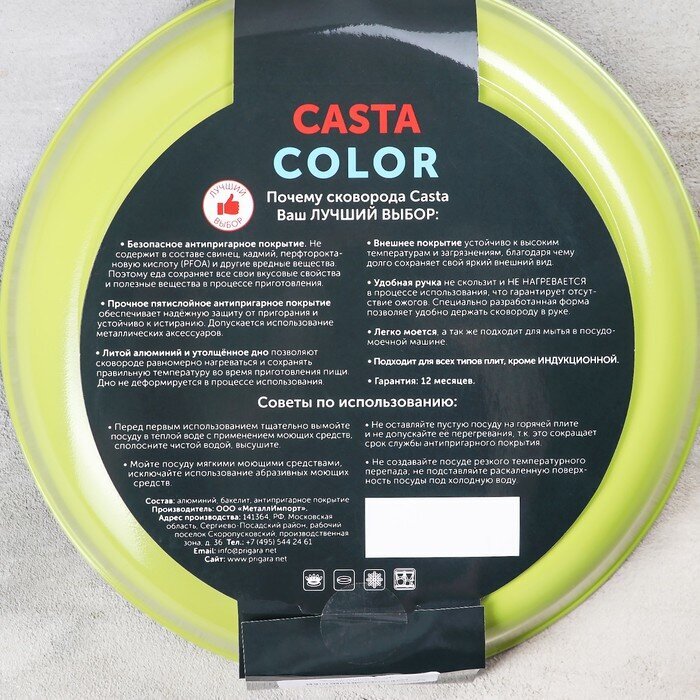 CASTA
COLOR
ЛУЧШИЙ
ВЫБОР
Почему сковорода Casta
Ваш ЛУЧШИЙ ВЫБОР:
• Безопасное антипригарное покрытие. Не
содержит в составе свинец, кадмий, перфторокта-
новую кислоту (PFOA) и другие вредные вещества.
Поэтому еда сохраняет все свои вкусовые свойства
и полезные вещества в процессе приготовления.
• Прочное пятислойное антипригарное покрытие
обеспечивает надёжную защиту от пригорания и
устойчиво к истиранию. Допускается использование
металлических аксессуаров.
• Литой алюминий и утолщённое дно позволяют
сковороде равномерно нагреваться и сохранять
правильную температуру во время приготовления пищи.
Дно не деформируется в процессе использования.
• Внешнее покрытие устойчиво к высоким
температурам и загрязнениям, благодаря чему
долго сохраняет свой яркий внешний вид.
• Удобная ручка не скользит и НЕ НАГРЕВАЕТСЯ
в процессе использования, что гарантирует отсут-
ствие ожогов. Специально разработанная форма
позволяет удобно держать сковороду в руке.
• Легко моется, а так же подходит для мытья в посудо-
моечной машине.
• Подходит для всех типов плит, кроме ИНДУКЦИОННОЙ.
• Гарантия: 12 месяцев.
Советы по использованию:
• Перед первым использованием тщательно вымойте
посуду в теплой воде с применением моющих средств,
сполосните чистой водой, высушите.
• Мойте посуду мягкими моющими средствами,
исключайте использование абразивных моющих
средств.
• Не оставляйте пустую посуду на горячей плите
и не допускайте ее перегревания, т.к. это сокращает
срок службы антипригарного покрытия.
• Не создавайте посуде резкого температурного
перепада, не подставляйте раскаленную поверх-
ность посуды под холодную воду.
Состав: алюминий, бакелит, антипригарное покрытие
Производитель: ООО «МеталлИмпорт».
Адрес производства: 141364, РФ, Московская
область, Сергиево-Посадский район, рабочий
поселок Скоропусковский, производственная
зона, д. 36 Тел.: +7 (495) 544 24 61
Email: info@prigara.net
Сайт: www.prigara.net